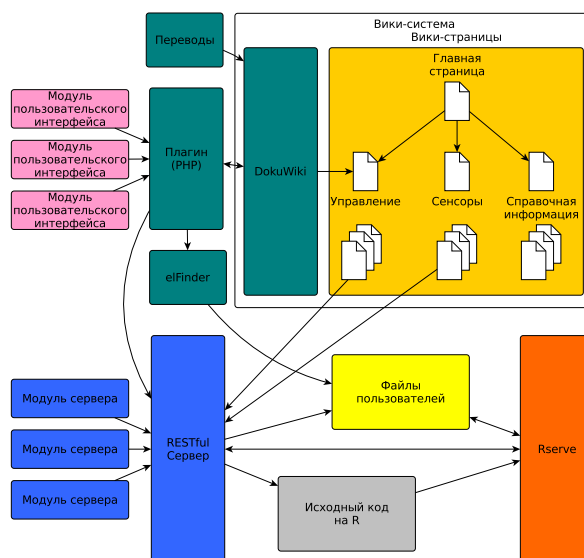 Вики-система
Вики-страницы
Переводы
Главная
страница
Модуль
пользовательского
интерфейса
Модуль
пользовательского
интерфейса
Модуль
пользовательского
интерфейса
Плагин
(PHP)
DokuWiki
Управление
Сенсоры
Справочная
информация
elFinder
Модуль сервера
Модуль сервера
Модуль сервера
RESTful
Сервер
Файлы
пользователей
Исходный код
на R
Rserve